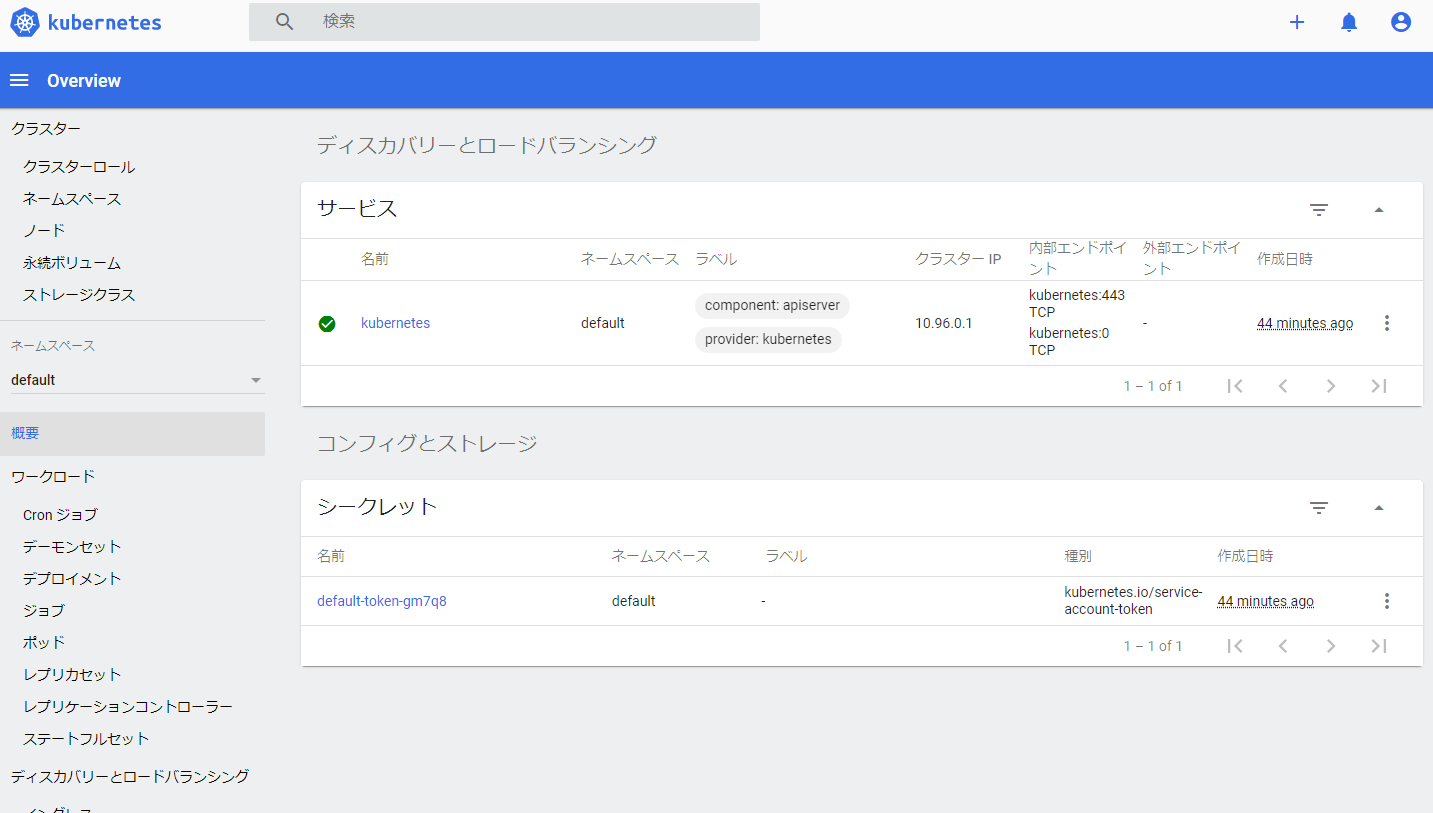 kubernetes
検索
Overview
クラスター
クラスターロール
ネームスペース
ノード
永続ボリューム
ストレージクラス
ネームスペース
default
概要
ワークロード
Cron ジョブ
デーモンセット
デプロイメント
ジョブ
ポッド
レプリカセット
レプリケーションコントローラー
ステートフルセット
ディスカバリーとロードバランシング
イングレス
ディスカバリーとロードバランシング
サービス
名前 ネームスペース ラベル クラスター IP 内部エンドポイント 外部エンドポイント 作成日時
kubernetes default component: apiserver provider: kubernetes 10.96.0.1 kubernetes:443 TCP kubernetes:0 TCP - 44 minutes ago
1 – 1 of 1
コンフィグとストレージ
シークレット
名前 ネームスペース ラベル 種別 作成日時
default-token-gm7q8 default - kubernetes.io/service-account-token 44 minutes ago
1 – 1 of 1